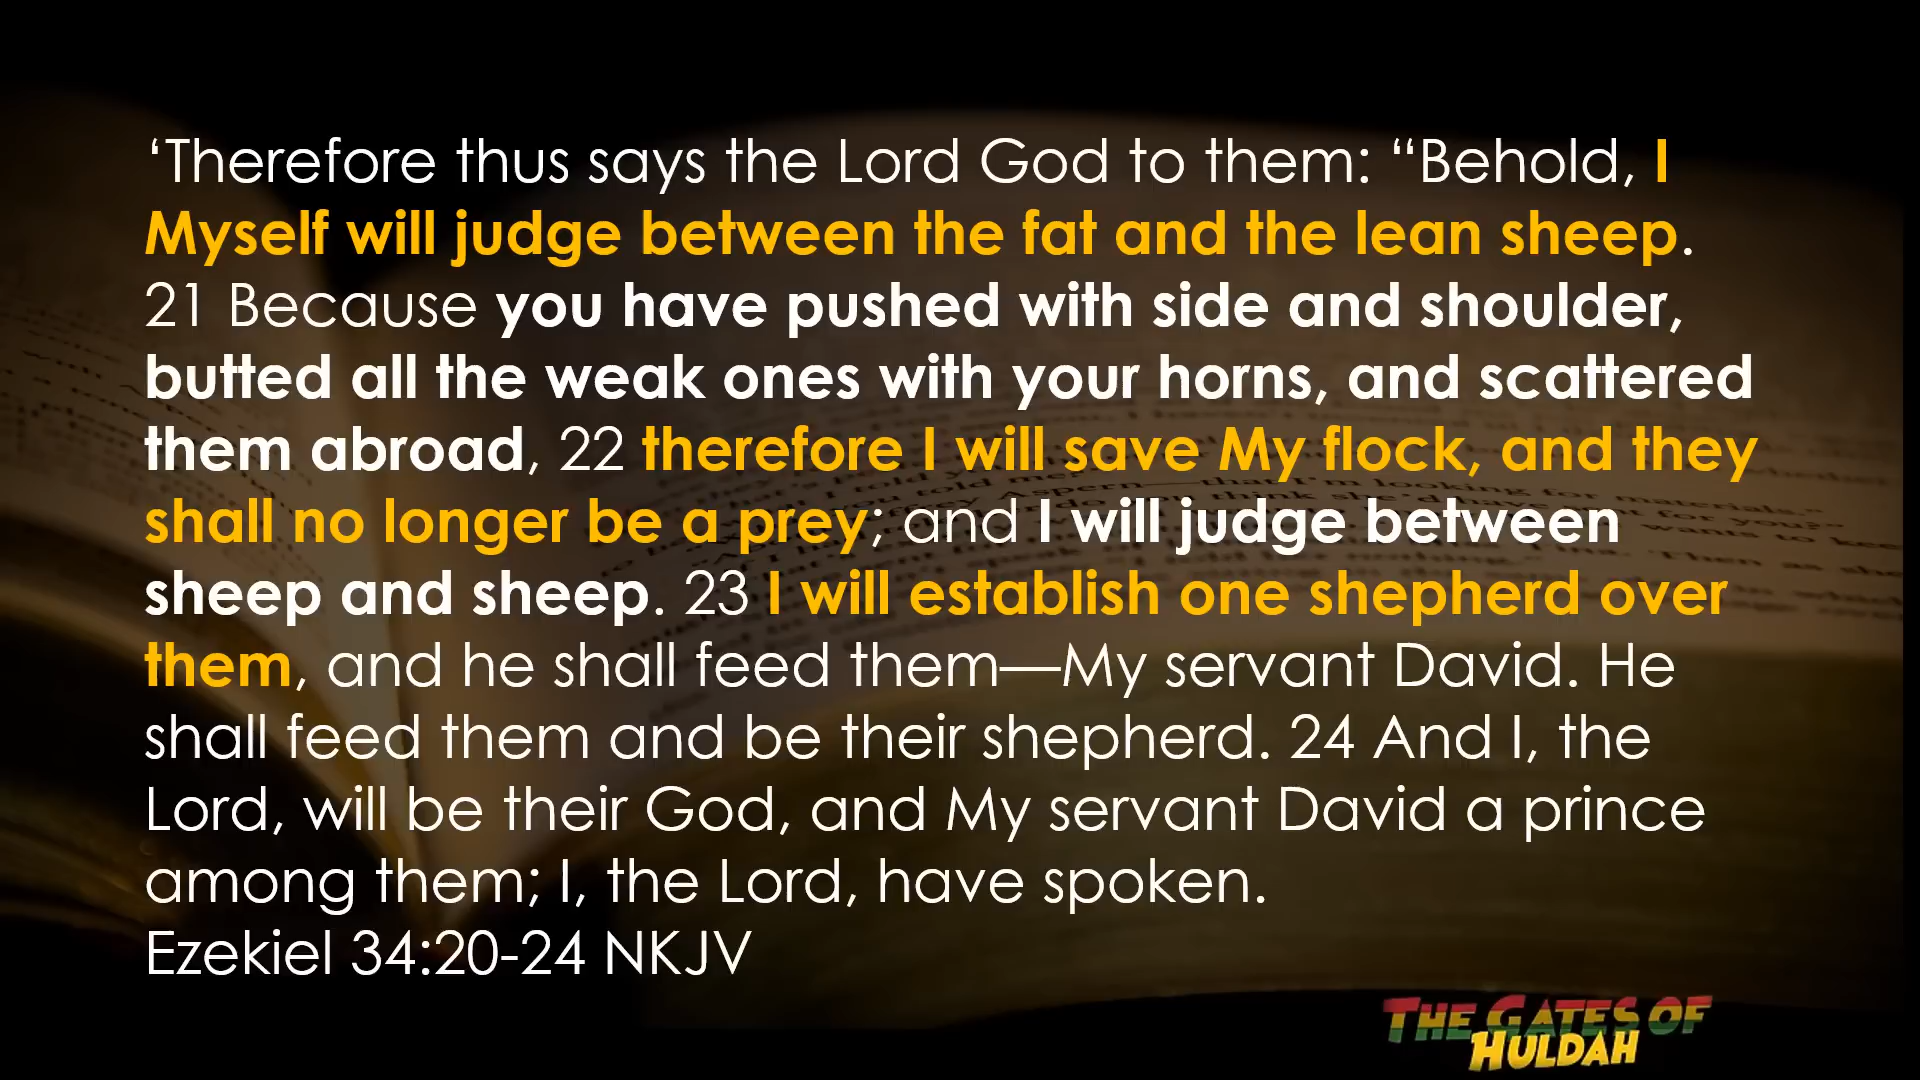 ‘Therefore thus says the Lord God to them: “Behold, I
Myself will judge between the fat and the lean sheep.
21 Because you have pushed with side and shoulder,
butted all the weak ones with your horns, and scattered
them abroad, 22 therefore I will save My flock, and they
shall no longer be a prey; and I will judge between
sheep and sheep. 23 I will establish one shepherd over
them, and he shall feed them—My servant David. He
shall feed them and be their shepherd. 24 And I, the
Lord, will be their God, and My servant David a prince
among them; I, the Lord, have spoken.
Ezekiel 34:20-24 NKJV
THE GATES OF
HULDAH